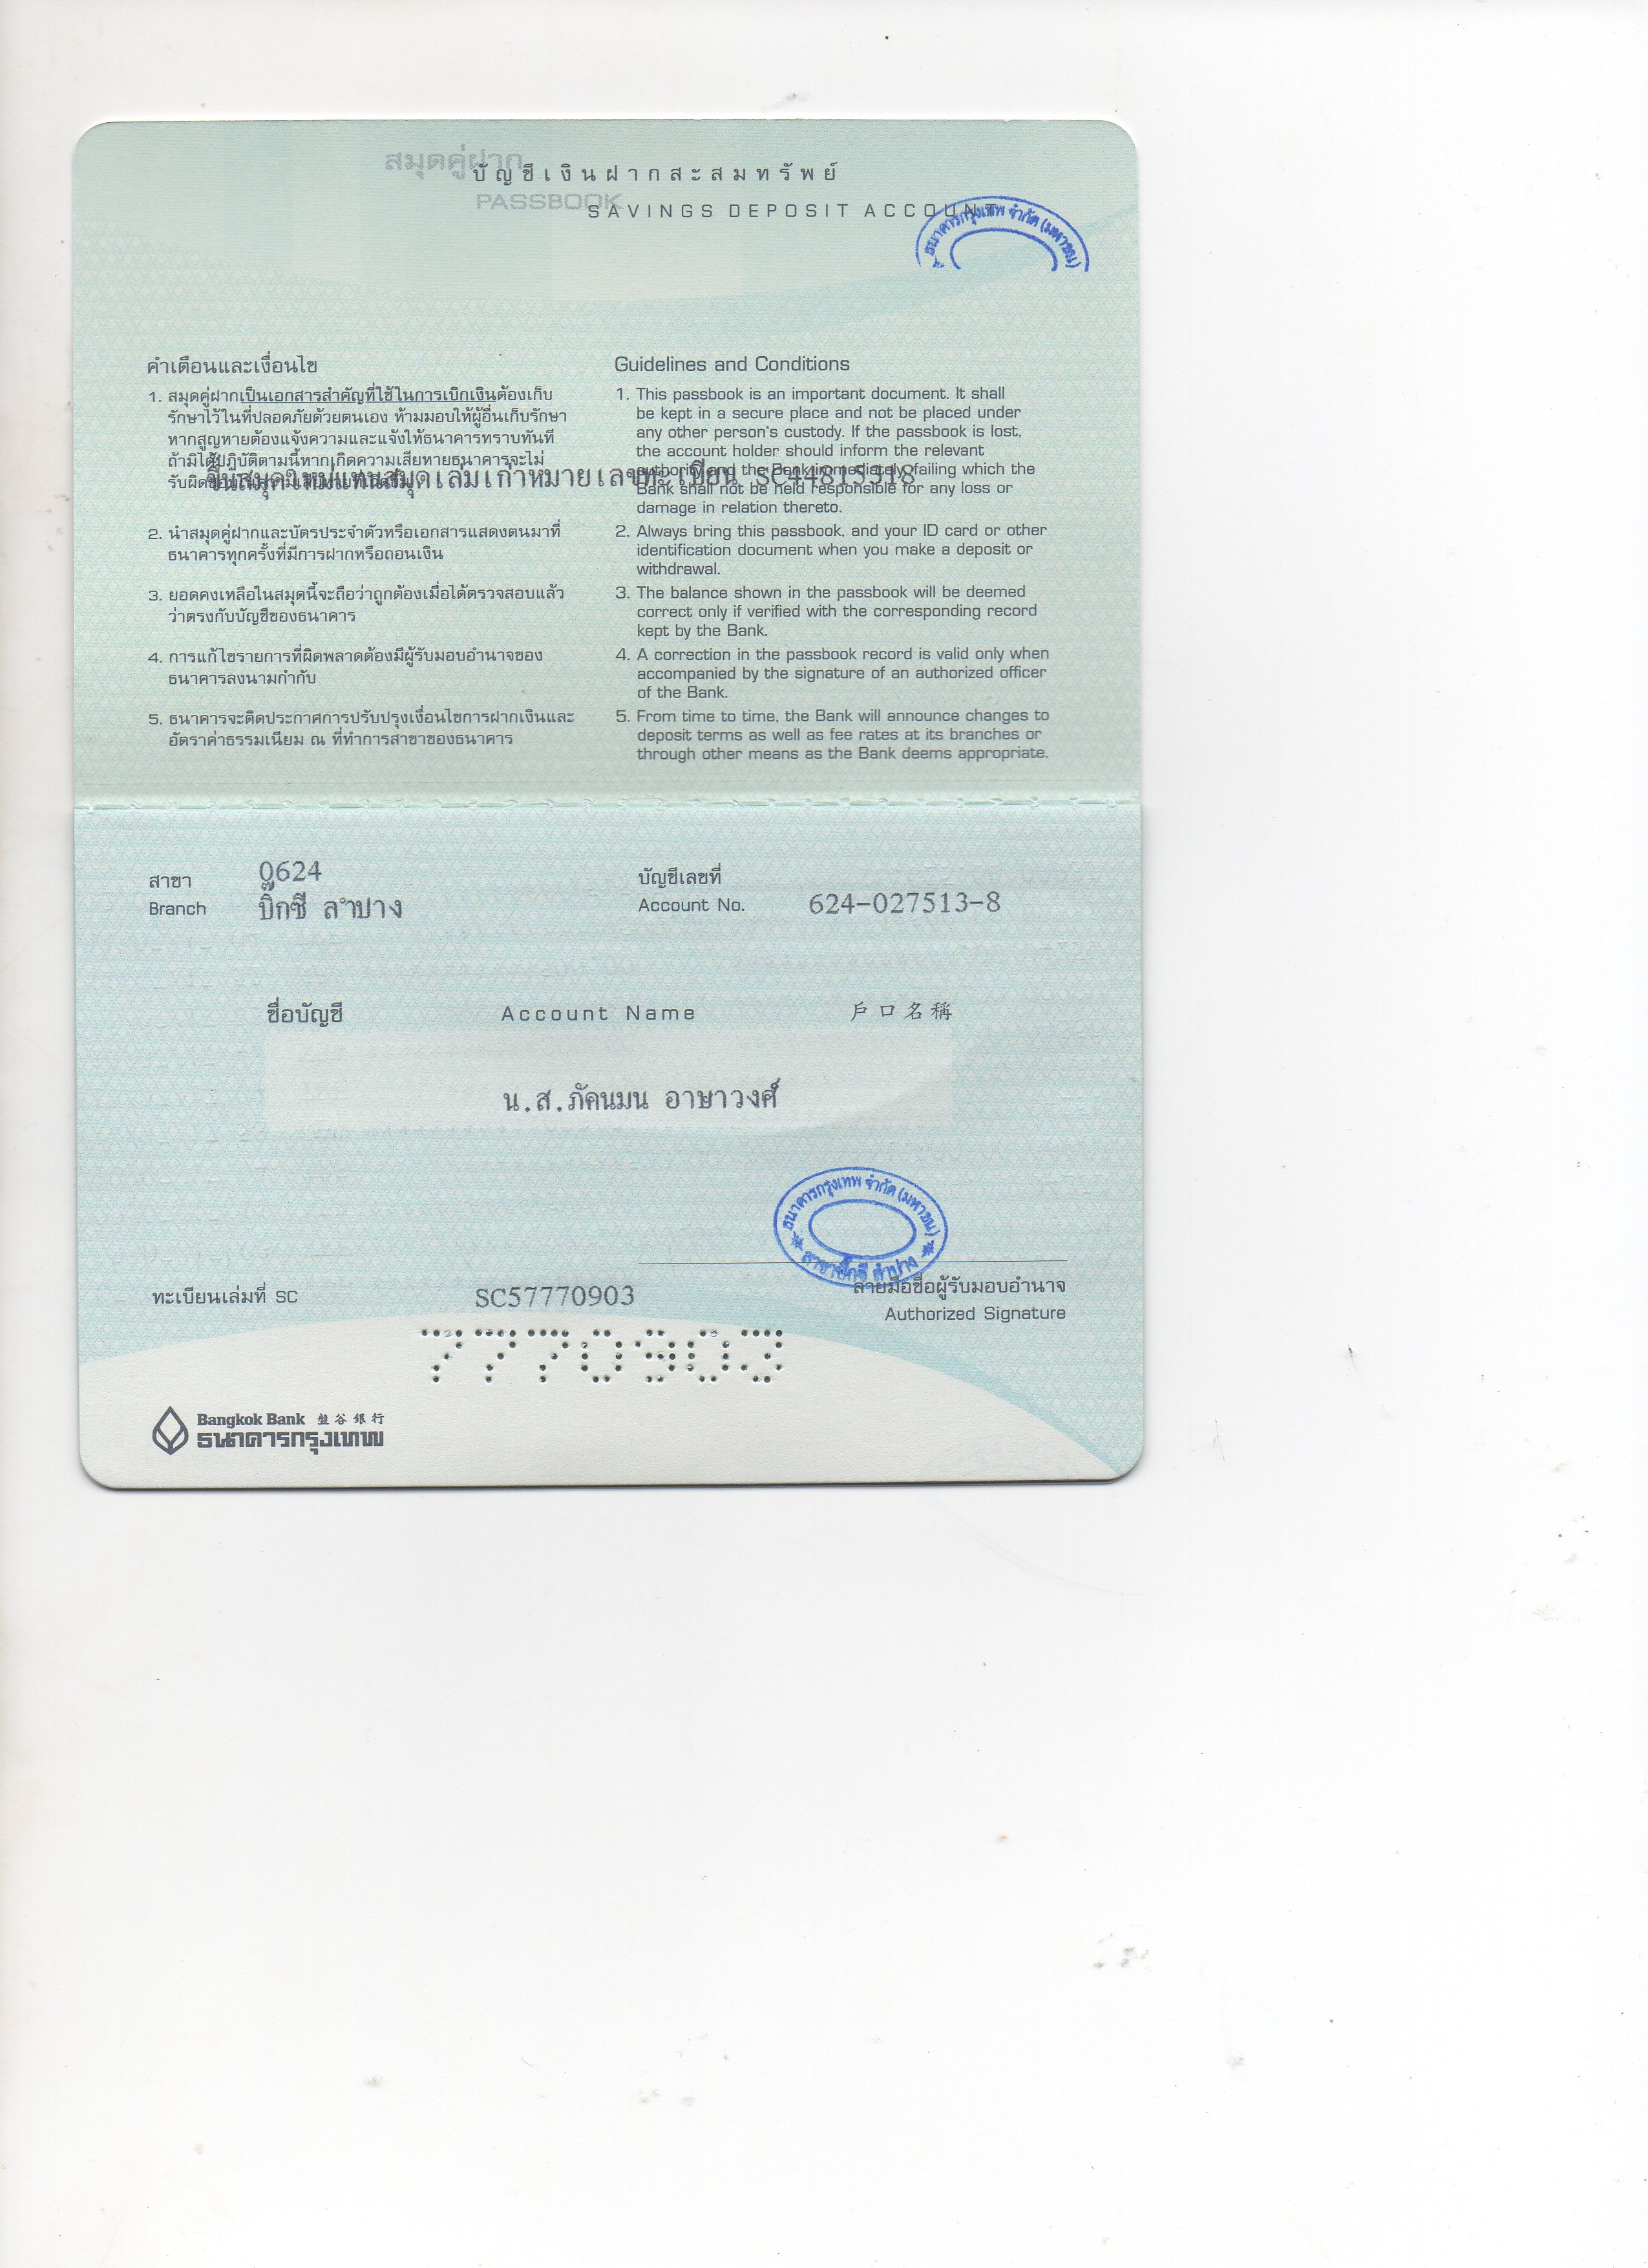 สมุดคู่ฝาก
บัญชีเงินฝากสะสมทรัพย์
PASSBOOK
SAVINGS DEPOSIT ACCOUNT
ธนาคารกรุงเทพ จำกัด (มหาชน)
คำเตือนและเงื่อนไข
1. สมุดคู่ฝากเป็นเอกสารสำคัญที่ใช้ในการเบิกเงินต้องเก็บ
รักษาไว้ในที่ปลอดภัยด้วยตนเอง ห้ามมอบให้ผู้อื่นเก็บรักษา
หากสูญหายต้องแจ้งความและแจ้งให้ธนาคารทราบทันที
ถ้ามิได้ปฏิบัติตามนี้หากเกิดความเสียหายธนาคารจะไม่
รับผิด
ขึ้นสมุดใหม่แทนสมุดเล่มเก่าหมายเลขทะเบียน
2. นำสมุดคู่ฝากและบัตรประจำตัวหรือเอกสารแสดงตนมาที่
ธนาคารทุกครั้งที่มีการฝากหรือถอนเงิน
3. ยอดคงเหลือในสมุดนี้จะถือว่าถูกต้องเมื่อได้ตรวจสอบแล้ว
ว่าตรงกับบัญชีของธนาคาร
4. การแก้ไขรายการที่ผิดพลาดต้องมีผู้รับมอบอำนาจของ
ธนาคารลงนามกำกับ
5. ธนาคารจะติดประกาศการปรับปรุงเงื่อนไขการฝากเงินและ
อัตราค่าธรรมเนียม ณ ที่ทำการสาขาของธนาคาร
Guidelines and Conditions
1. This passbook is an important document. It shall
be kept in a secure place and not be placed under
any other person's custody. If the passbook is lost,
the account holder should inform the relevant
authority and the Bank immediately, failing which the
Bank shall not be held responsible for any loss or
damage in relation thereto.
2. Always bring this passbook, and your ID card or other
identification document when you make a deposit or
withdrawal.
3. The balance shown in the passbook will be deemed
correct only if verified with the corresponding record
kept by the Bank.
4. A correction in the passbook record is valid only when
accompanied by the signature of an authorized officer
of the Bank.
5. From time to time, the Bank will announce changes to
deposit terms as well as fee rates at its branches or
through other means as the Bank deems appropriate.
สาขา 0624
Branch บิ๊กซี ลำปาง
บัญชีเลขที่
Account No. 624-027513-8
ชื่อบัญชี Account Name 戶口名稱
น.ส.ภัคนมน อาษาวงศ์
ธนาคารกรุงเทพ จำกัด (มหาชน)
สาขาบิ๊กซี ลำปาง
ทะเบียนเล่มที่ SC SC57770903
ลายมือชื่อผู้รับมอบอำนาจ
Authorized Signature
7770903
Bangkok Bank 盤谷銀行
ธนาคารกรุงเทพ